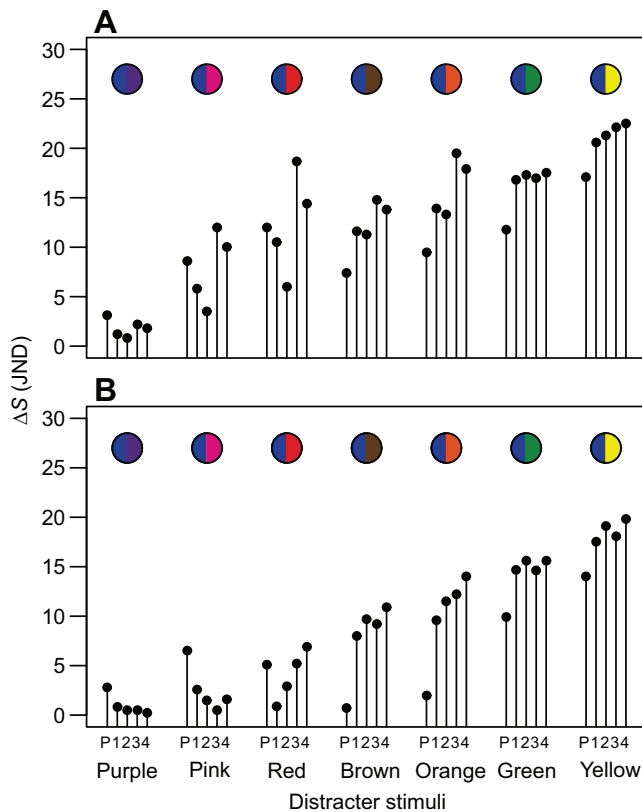 A
30
25
20
15
10
5
0
ΔS (JND)
B
30
25
20
15
10
5
0
P1234 P1234 P1234 P1234 P1234 P1234 P1234
Purple Pink Red Brown Orange Green Yellow
Distracter stimuli